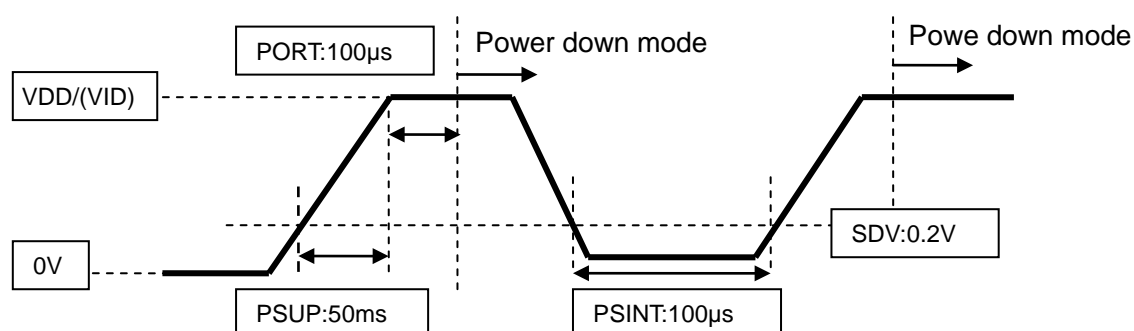 PORT:100µs
Power down mode
Powe down mode
VDD/(VID)
SDV:0.2V
0V
PSUP:50ms
PSINT:100µs